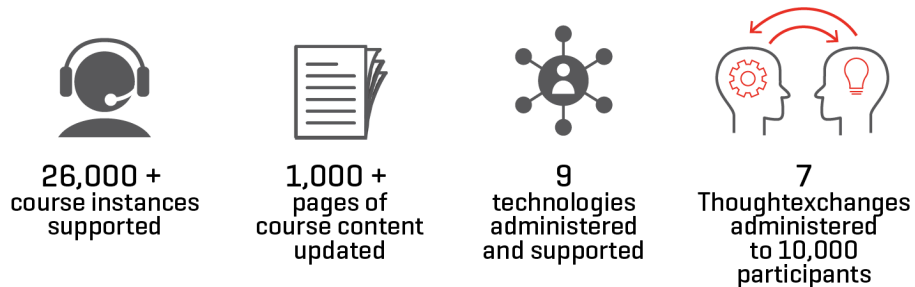 26,000 +
course instances
supported
1,000 +
pages of
course content
updated
9
technologies
administered
and supported
7
Thoughtexchanges
administered
to 10,000
participants